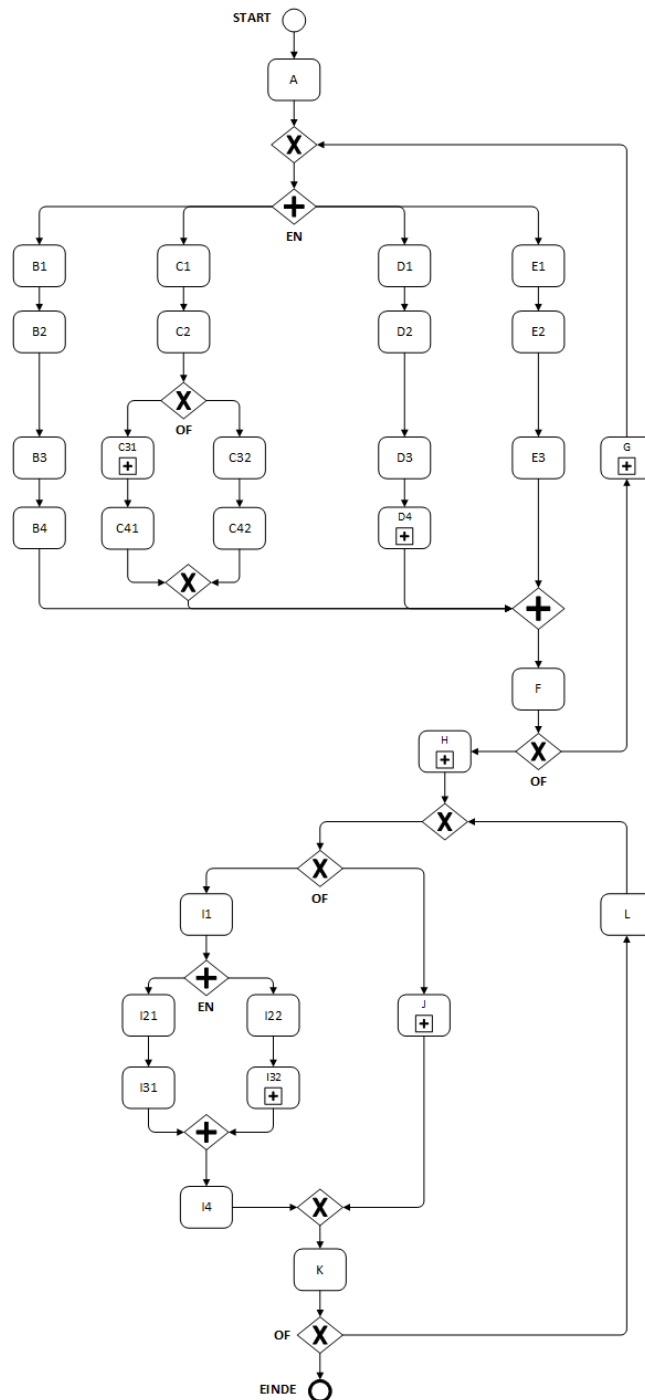 START
A
X
+
EN
B1
C1
D1
E1
B2
C2
D2
E2
X
OF
B3
C31
+
C32
D3
E3
G
+
B4
C41
C42
D4
+
X
+
F
H
+
X
OF
X
X
OF
I1
L
+
EN
I21
I22
J
+
I31
I32
+
+
I4
X
K
OF
X
EINDE